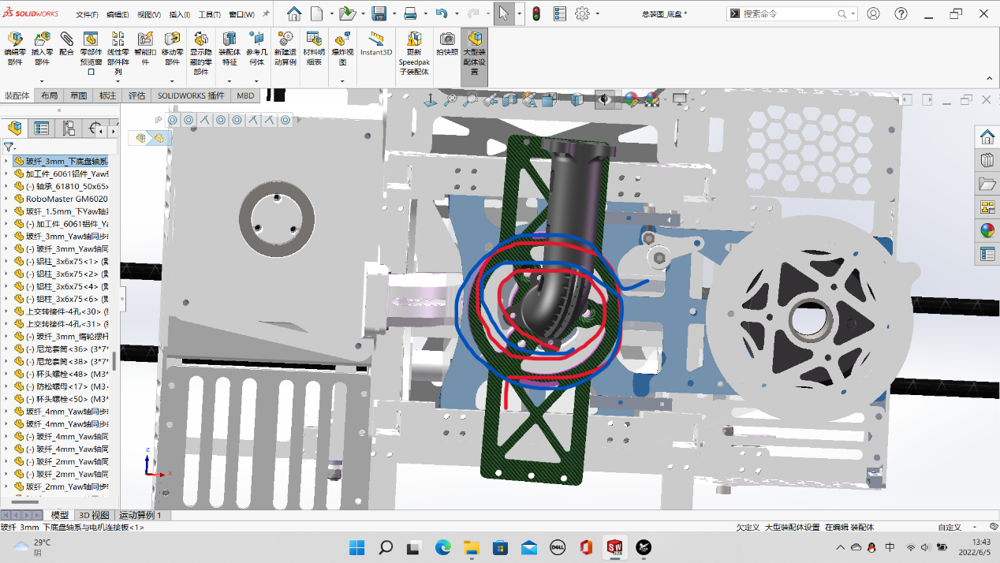 SOLIDWORKS
文件(F)
编辑(E)
视图(V)
插入(I)
工具(T)
窗口(W)
总装图_底盘 *
搜索命令
编辑零部件
插入零部件
配合
零部件预览窗口
线性零部件阵列
智能扣件
移动零部件
显示隐藏的零部件
装配体特征
参考几何体
新建运动算例
材料明细表
爆炸视图
Instant3D
更新 Speedpak 子装配体
拍快照
大型装配体设置
装配体
布局
草图
标注
评估
SOLIDWORKS 插件
MBD
玻纤_3mm_下底盘轴系
加工件_6061铝件_Yaw
(-) 轴承_61810_50x65x
RoboMaster GM6020
玻纤_1.5mm_下Yaw轴
(-) 加工件_6061铝件_Ya
玻纤_3mm_Yaw轴同步
(-) 玻纤_3mm_Yaw轴同
(-) 铝柱_3x6x75<1> (
(-) 铝柱_3x6x75<2> (
(-) 铝柱_3x6x75<4> (
(-) 铝柱_3x6x75<6> (
上交转接件-4孔<30> (
上交转接件-4孔<31> (
玻纤_3mm_惰轮摆杆
(-) 尼龙套筒<36> (3*7*
(-) 尼龙套筒<38> (3*7*
(-) 杯头螺栓<48> (M3*
(-) 防松螺母<17> (M3
(-) 杯头螺栓<50> (M3*
玻纤_4mm_Yaw轴同步
玻纤_4mm_Yaw轴同步
(-) 玻纤_4mm_Yaw轴同
(-) 玻纤_4mm_Yaw轴同
(-) 玻纤_2mm_Yaw轴同
(-) 玻纤_2mm_Yaw轴同
玻纤_2mm_Yaw轴同步
Z
X
模型
3D 视图
运动算例 1
玻纤_3mm_下底盘轴系与电机连接板<1>
欠定义
大型装配体设置
在编辑 装配体
自定义
29°C
阴
DELL
SW
中
13:43
2022/6/5